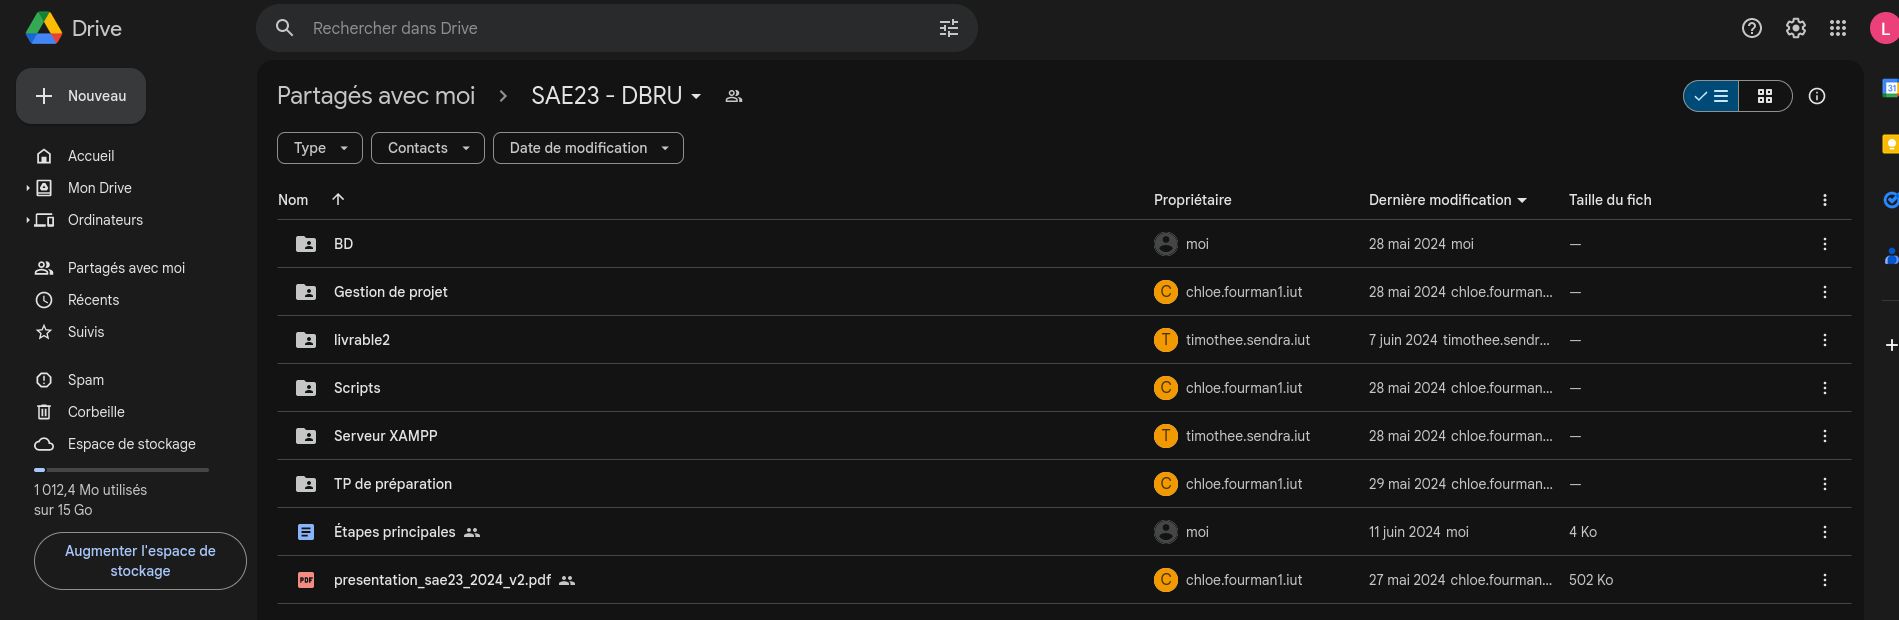 Drive
Rechercher dans Drive
L
Nouveau
Partagés avec moi
SAE23 - DBRU
31
Type
Contacts
Date de modification
Accueil
Mon Drive
Ordinateurs
Partagés avec moi
Récents
Suivis
Spam
Corbeille
Espace de stockage
1 012,4 Mo utilisés
sur 15 Go
Augmenter l'espace de
stockage
Nom Propriétaire Dernière modification Taille du fich
BD moi 28 mai 2024 moi —
Gestion de projet C chloe.fourman1.iut 28 mai 2024 chloe.fourman... —
livrable2 T timothee.sendra.iut 7 juin 2024 timothee.sendr... —
Scripts C chloe.fourman1.iut 28 mai 2024 chloe.fourman... —
Serveur XAMPP T timothee.sendra.iut 28 mai 2024 chloe.fourman... —
TP de préparation C chloe.fourman1.iut 29 mai 2024 chloe.fourman... —
Étapes principales moi 11 juin 2024 moi 4 Ko
PDF presentation_sae23_2024_v2.pdf C chloe.fourman1.iut 27 mai 2024 chloe.fourman... 502 Ko